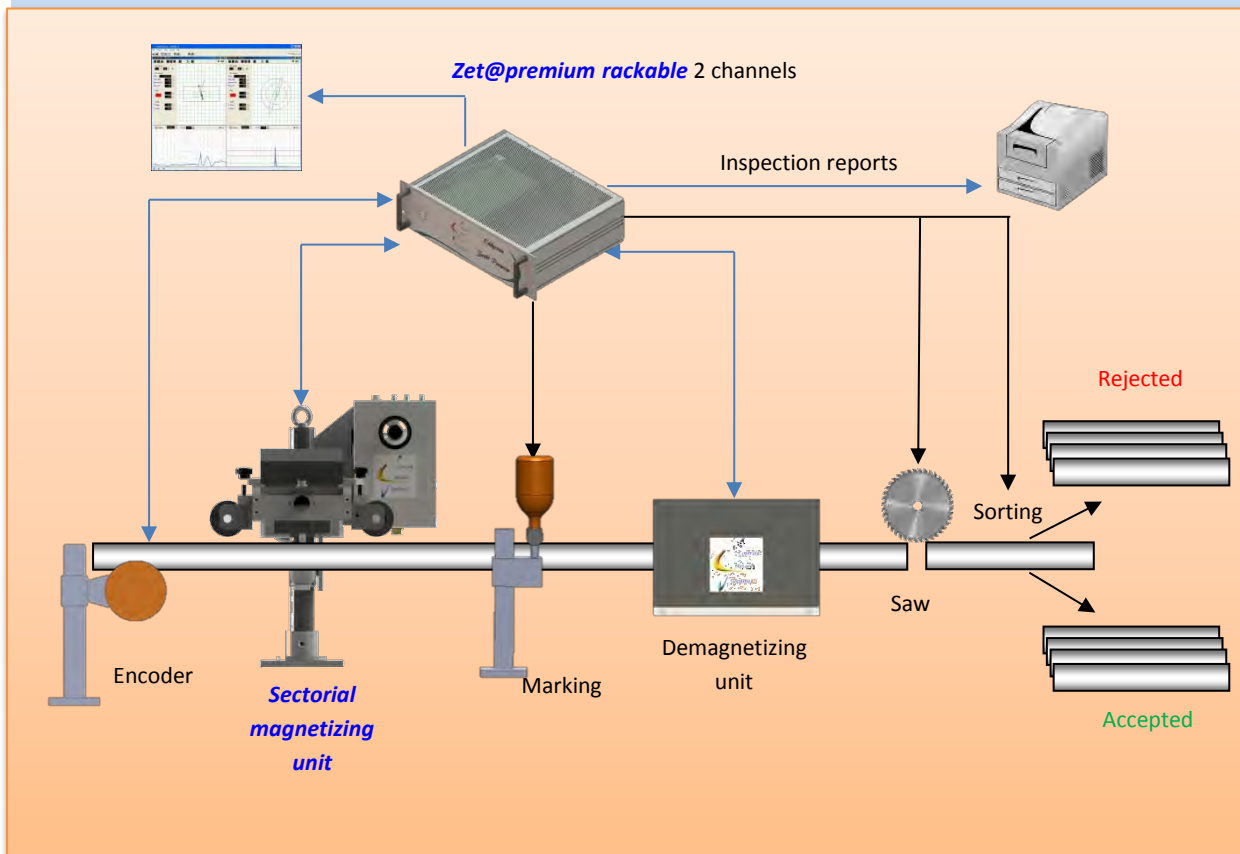 Zet@premium rackable 2 channels
Inspection reports
Rejected
Sorting
Saw
Encoder
Sectorial
magnetizing
unit
Marking
Demagnetizing
unit
Accepted